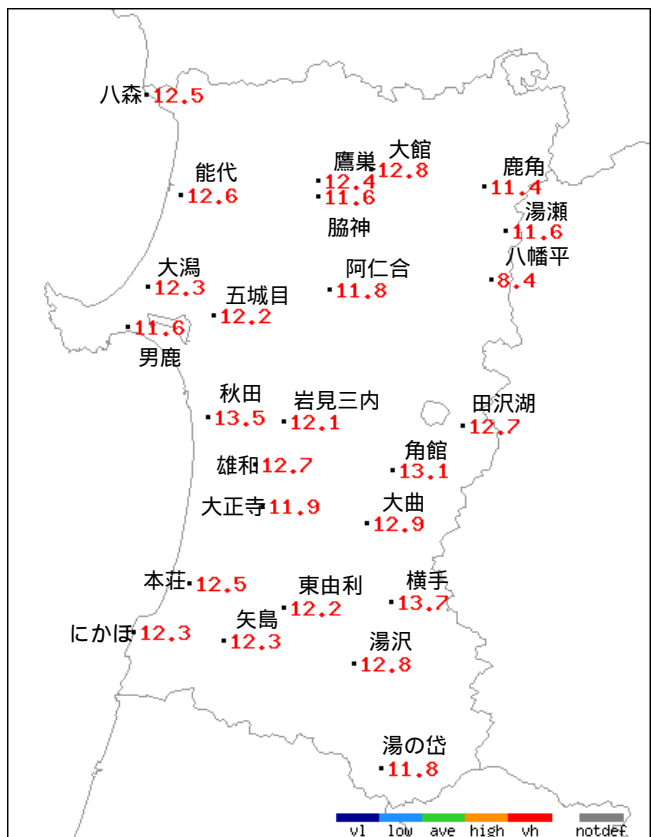 八森 12.5
大館 12.8
鷹巣 12.4
11.6 脇神
能代 12.6
鹿角 11.4
湯瀬 11.6
八幡平 8.4
大潟 12.3
阿仁合 11.8
五城目 12.2
11.6 男鹿
秋田 13.5
岩見三内 12.1
田沢湖 12.7
雄和 12.7
角館 13.1
大正寺 11.9
大曲 12.9
本荘 12.5
東由利 12.2
横手 13.7
にかほ 12.3
矢島 12.3
湯沢 12.8
湯の岱 11.8
vl low ave high vh notdef